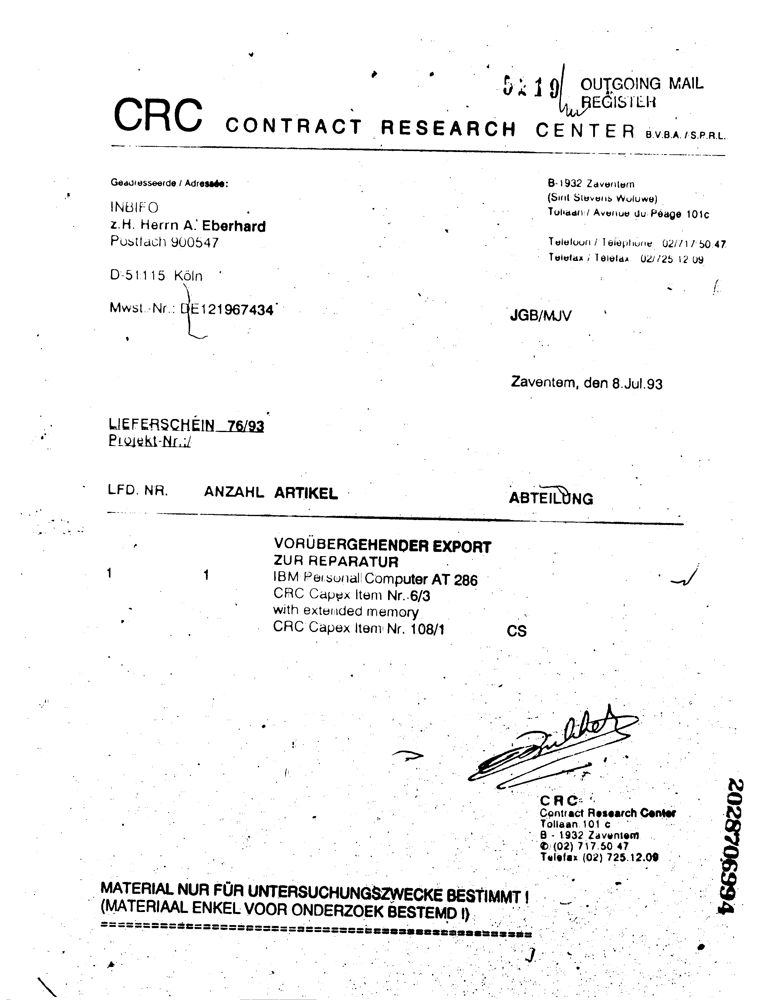 5219 OUTGOING MAIL
REGISTER
CRC CONTRACT RESEARCH CENTER B.V.B.A. / S.P.R.L.
Geadresseerde / Adressée:
INBIFO
z.H. Herrn A. Eberhard
Postfach 900547
D-51115 Köln
Mwst.-Nr.: DE121967434
B-1932 Zaventem
(Sint Stevens Woluwe)
Tollaan / Avenue du Péage 101c
Telefoon / Téléphone 02/717 50 47
Telefax / Téléfax 02/725 12 09
JGB/MJV
Zaventem, den 8.Jul.93
LIEFERSCHEIN 76/93
Projekt-Nr.:/
LFD. NR. ANZAHL ARTIKEL ABTEILUNG
VORÜBERGEHENDER EXPORT
ZUR REPARATUR
1 1 IBM Personal Computer AT 286
CRC Capex Item Nr. 6/3
with extended memory
CRC Capex Item Nr. 108/1 CS
CRC
Contract Research Center
Tollaan 101 c
B - 1932 Zaventem
✆ (02) 717.50 47
Telefax (02) 725.12.09
2028706994
MATERIAL NUR FÜR UNTERSUCHUNGSZWECKE BESTIMMT !
(MATERIAAL ENKEL VOOR ONDERZOEK BESTEMD !)